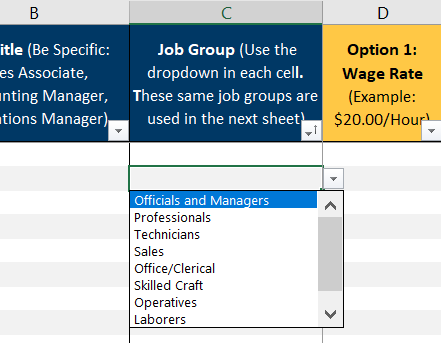 B
C
D
itle (Be Specific:
es Associate,
unting Manager,
ations Manager)
Job Group (Use the
dropdown in each cell.
These same job groups are
used in the next sheet)
Option 1:
Wage Rate
(Example:
$20.00/Hour)
Officials and Managers
Professionals
Technicians
Sales
Office/Clerical
Skilled Craft
Operatives
Laborers